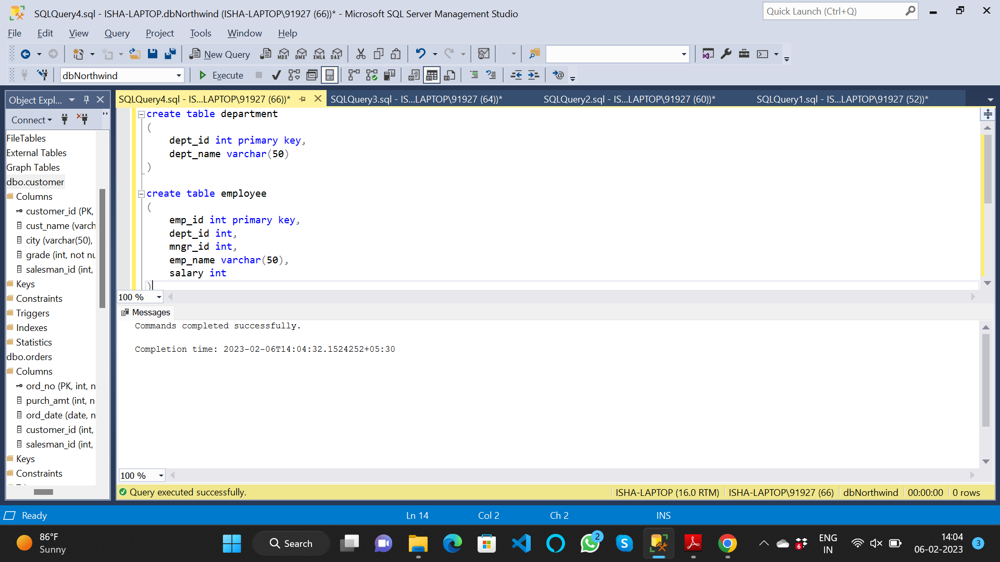 SQLQuery4.sql - ISHA-LAPTOP.dbNorthwind (ISHA-LAPTOP\91927 (66))* - Microsoft SQL Server Management Studio
Quick Launch (Ctrl+Q)
File Edit View Query Project Tools Window Help
New Query MDX DMX XMLA DAX
dbNorthwind Execute
Object Expl...
Connect
FileTables
External Tables
Graph Tables
dbo.customer
Columns
customer_id (PK,
cust_name (varch
city (varchar(50),
grade (int, not nu
salesman_id (int,
Keys
Constraints
Triggers
Indexes
Statistics
dbo.orders
Columns
ord_no (PK, int, n
purch_amt (int, n
ord_date (date, n
customer_id (int,
salesman_id (int,
Keys
Constraints
SQLQuery4.sql - IS...LAPTOP\91927 (66))* SQLQuery3.sql - IS...LAPTOP\91927 (64))* SQLQuery2.sql - IS...LAPTOP\91927 (60))* SQLQuery1.sql - IS...LAPTOP\91927 (52))*
create table department
(
dept_id int primary key,
dept_name varchar(50)
)
create table employee
(
emp_id int primary key,
dept_id int,
mngr_id int,
emp_name varchar(50),
salary int
)
100 %
Messages
Commands completed successfully.
Completion time: 2023-02-06T14:04:32.1524252+05:30
100 %
Query executed successfully. ISHA-LAPTOP (16.0 RTM) ISHA-LAPTOP\91927 (66) dbNorthwind 00:00:00 0 rows
Ready Ln 14 Col 2 Ch 2 INS
86°F
Sunny
Search
2
6
ENG
IN
14:04
06-02-2023
3